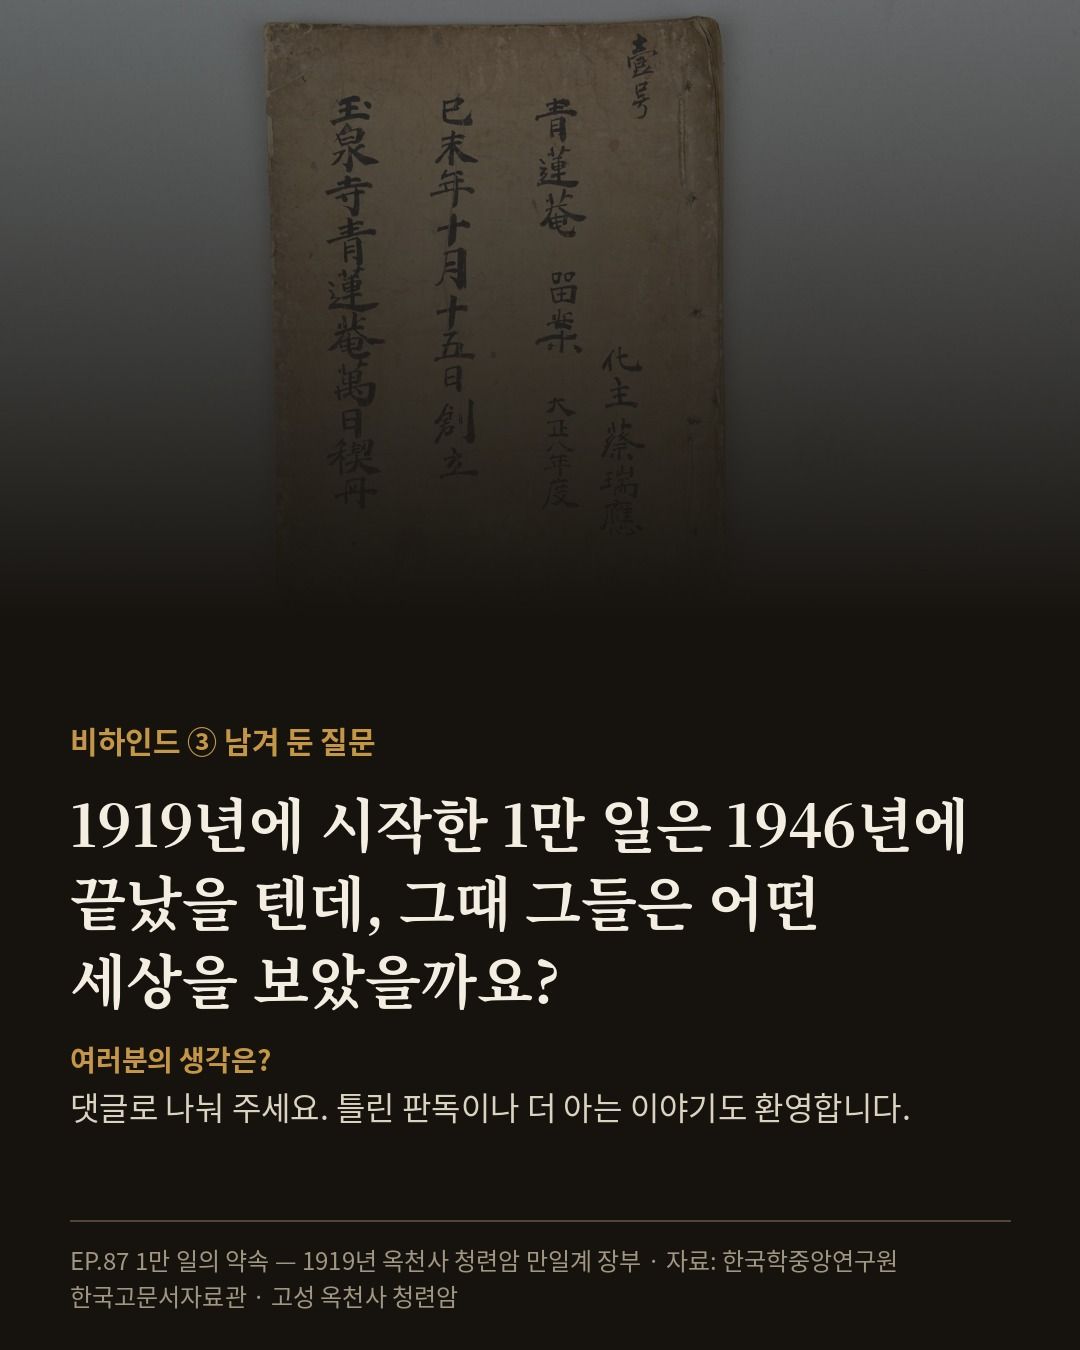 壹号
化主 蔡瑞應
青蓮菴 畱案 大正八年度
己未年十月十五日創立
玉泉寺青蓮菴萬日稧冊
비하인드 ③ 남겨 둔 질문
1919년에 시작한 1만 일은 1946년에
끝났을 텐데, 그때 그들은 어떤
세상을 보았을까요?
여러분의 생각은?
댓글로 나눠 주세요. 틀린 판독이나 더 아는 이야기도 환영합니다.
EP.87 1만 일의 약속 — 1919년 옥천사 청련암 만일계 장부 · 자료: 한국학중앙연구원
한국고문서자료관 · 고성 옥천사 청련암